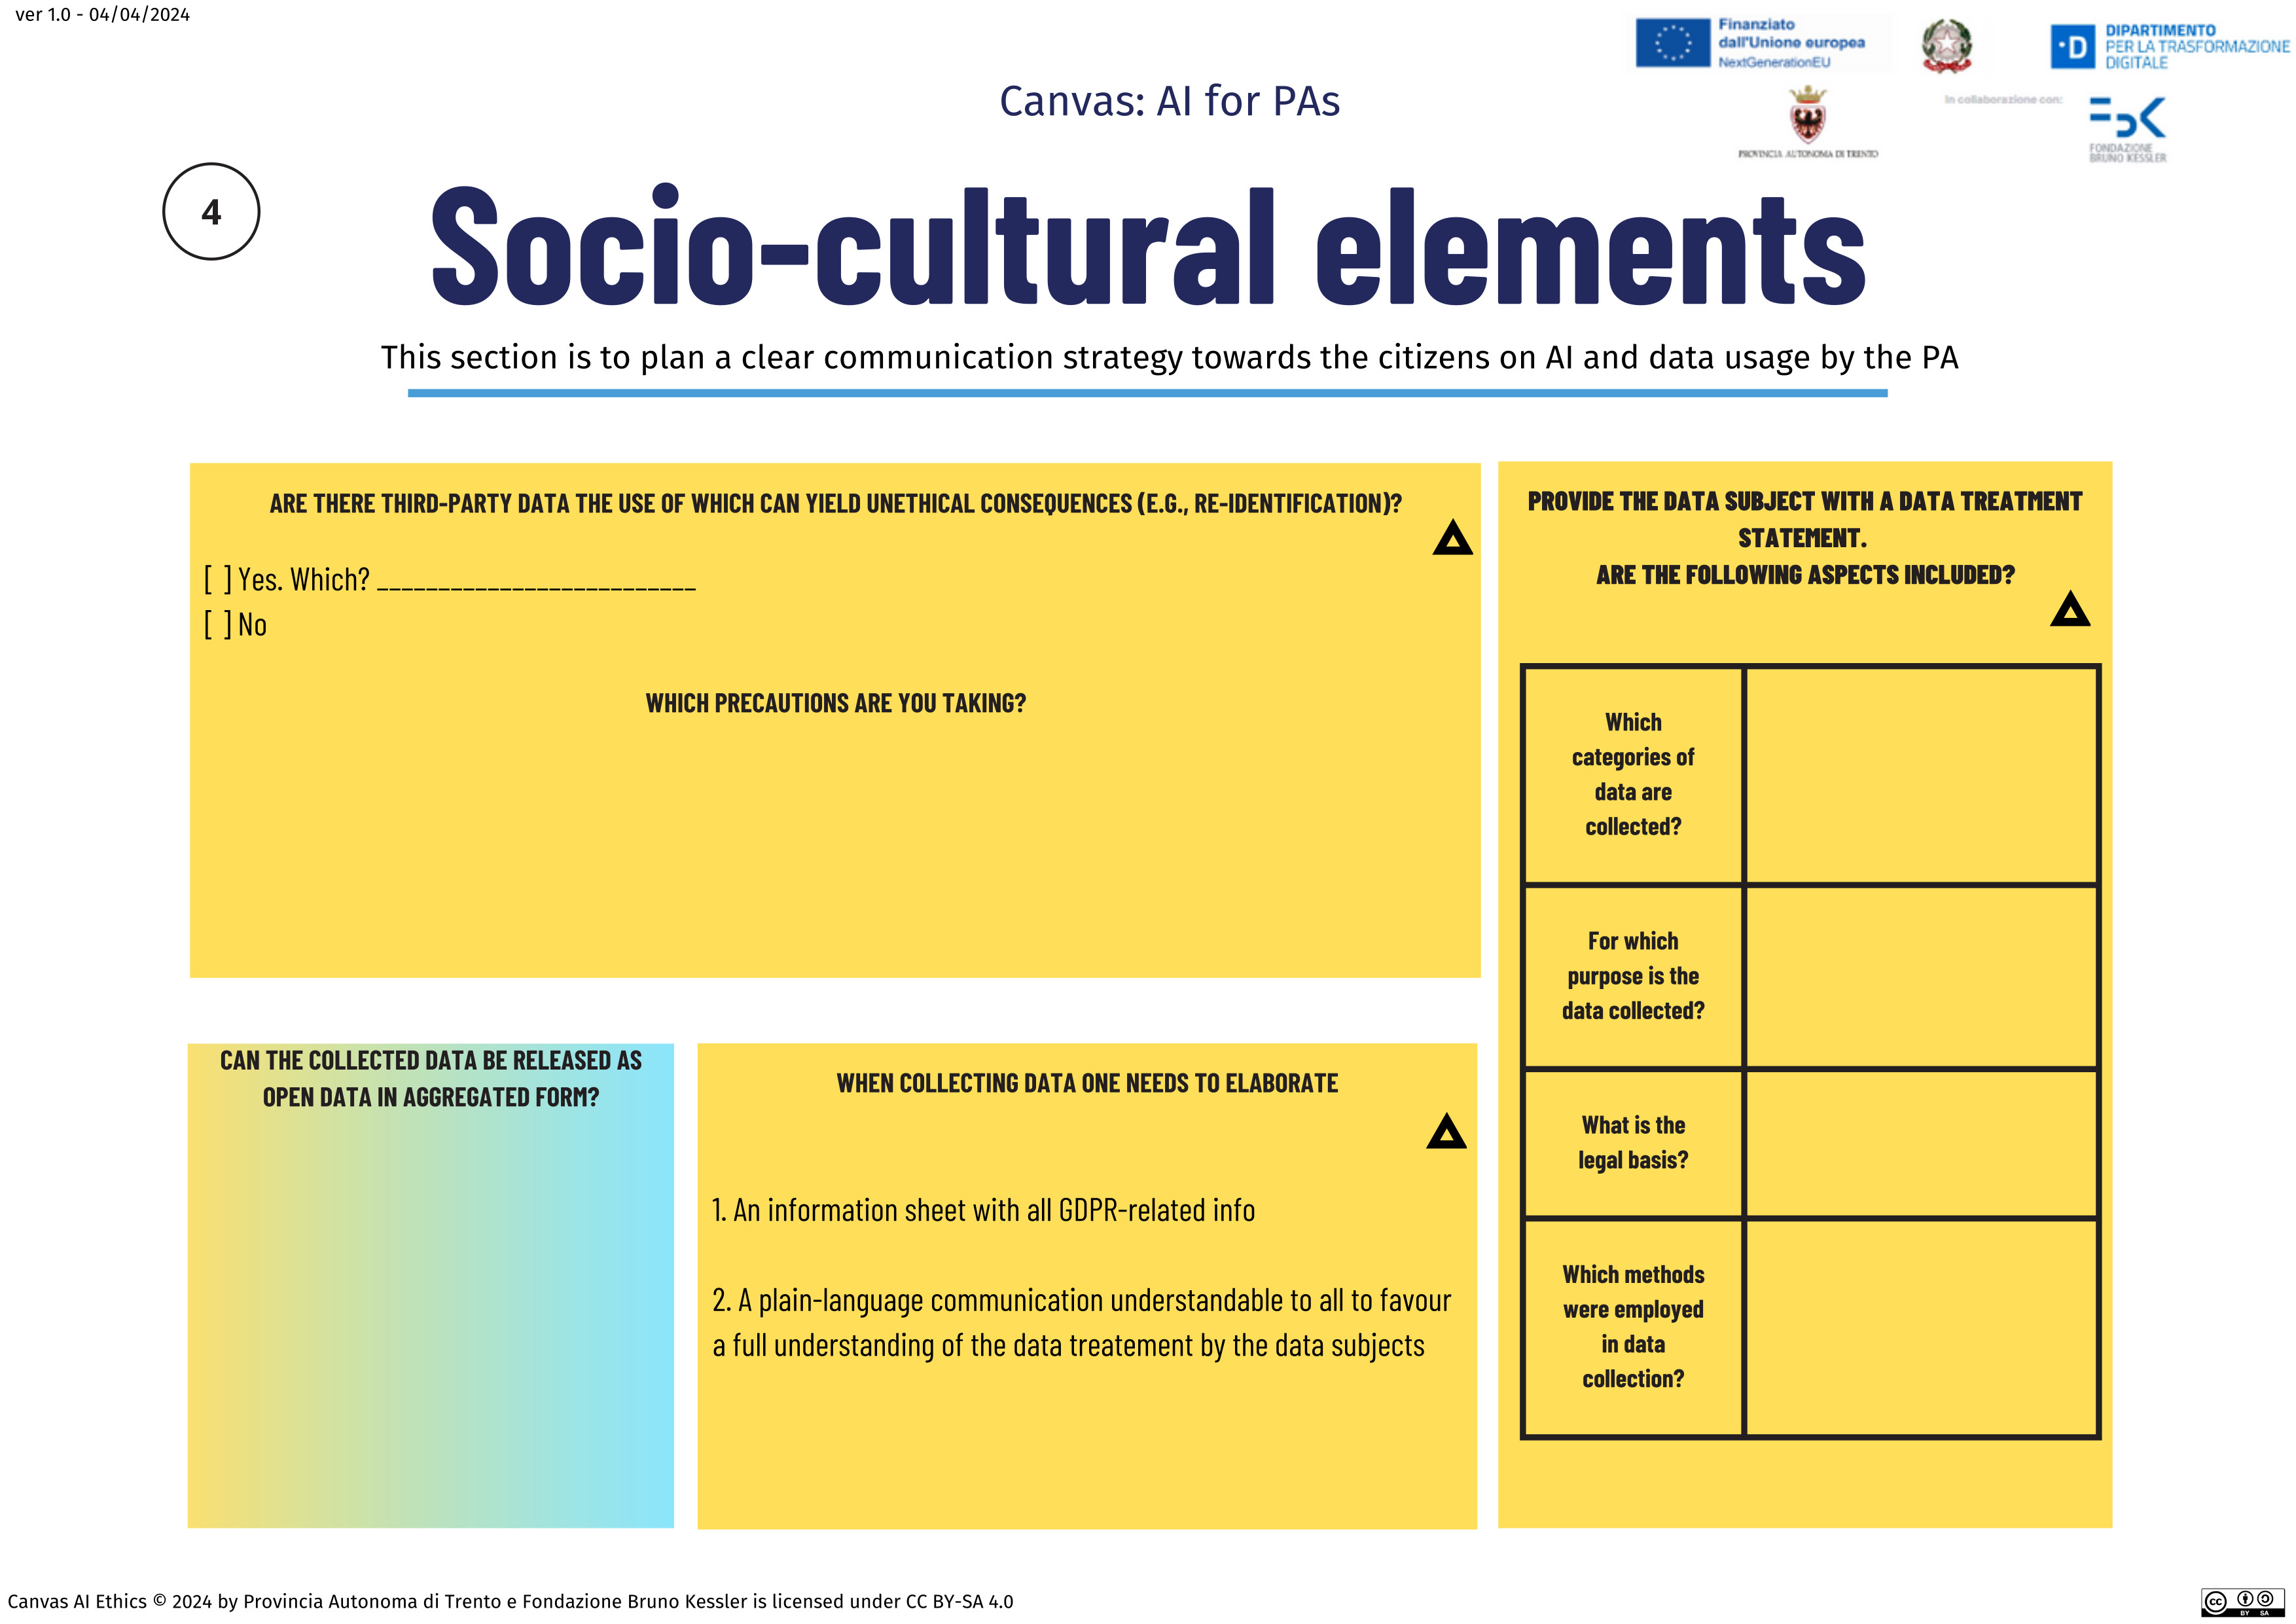 ver 1.0 - 04/04/2024
Finanziato
dall'Unione europea
NextGenerationEU
DIPARTIMENTO
PER LA TRASFORMAZIONE
DIGITALE
Canvas: AI for PAs
In collaborazione con:
PROVINCIA AUTONOMA DI TRENTO
FBK
FONDAZIONE
BRUNO KESSLER
4
Socio-cultural elements
This section is to plan a clear communication strategy towards the citizens on AI and data usage by the PA
ARE THERE THIRD-PARTY DATA THE USE OF WHICH CAN YIELD UNETHICAL CONSEQUENCES (E.G., RE-IDENTIFICATION)?
[ ] Yes. Which? __________________________
[ ] No
WHICH PRECAUTIONS ARE YOU TAKING?
PROVIDE THE DATA SUBJECT WITH A DATA TREATMENT
STATEMENT.
ARE THE FOLLOWING ASPECTS INCLUDED?
Which
categories of
data are
collected?
For which
purpose is the
data collected?
What is the
legal basis?
Which methods
were employed
in data
collection?
CAN THE COLLECTED DATA BE RELEASED AS
OPEN DATA IN AGGREGATED FORM?
WHEN COLLECTING DATA ONE NEEDS TO ELABORATE
1. An information sheet with all GDPR-related info
2. A plain-language communication understandable to all to favour
a full understanding of the data treatement by the data subjects
Canvas AI Ethics © 2024 by Provincia Autonoma di Trento e Fondazione Bruno Kessler is licensed under CC BY-SA 4.0
cc BY SA